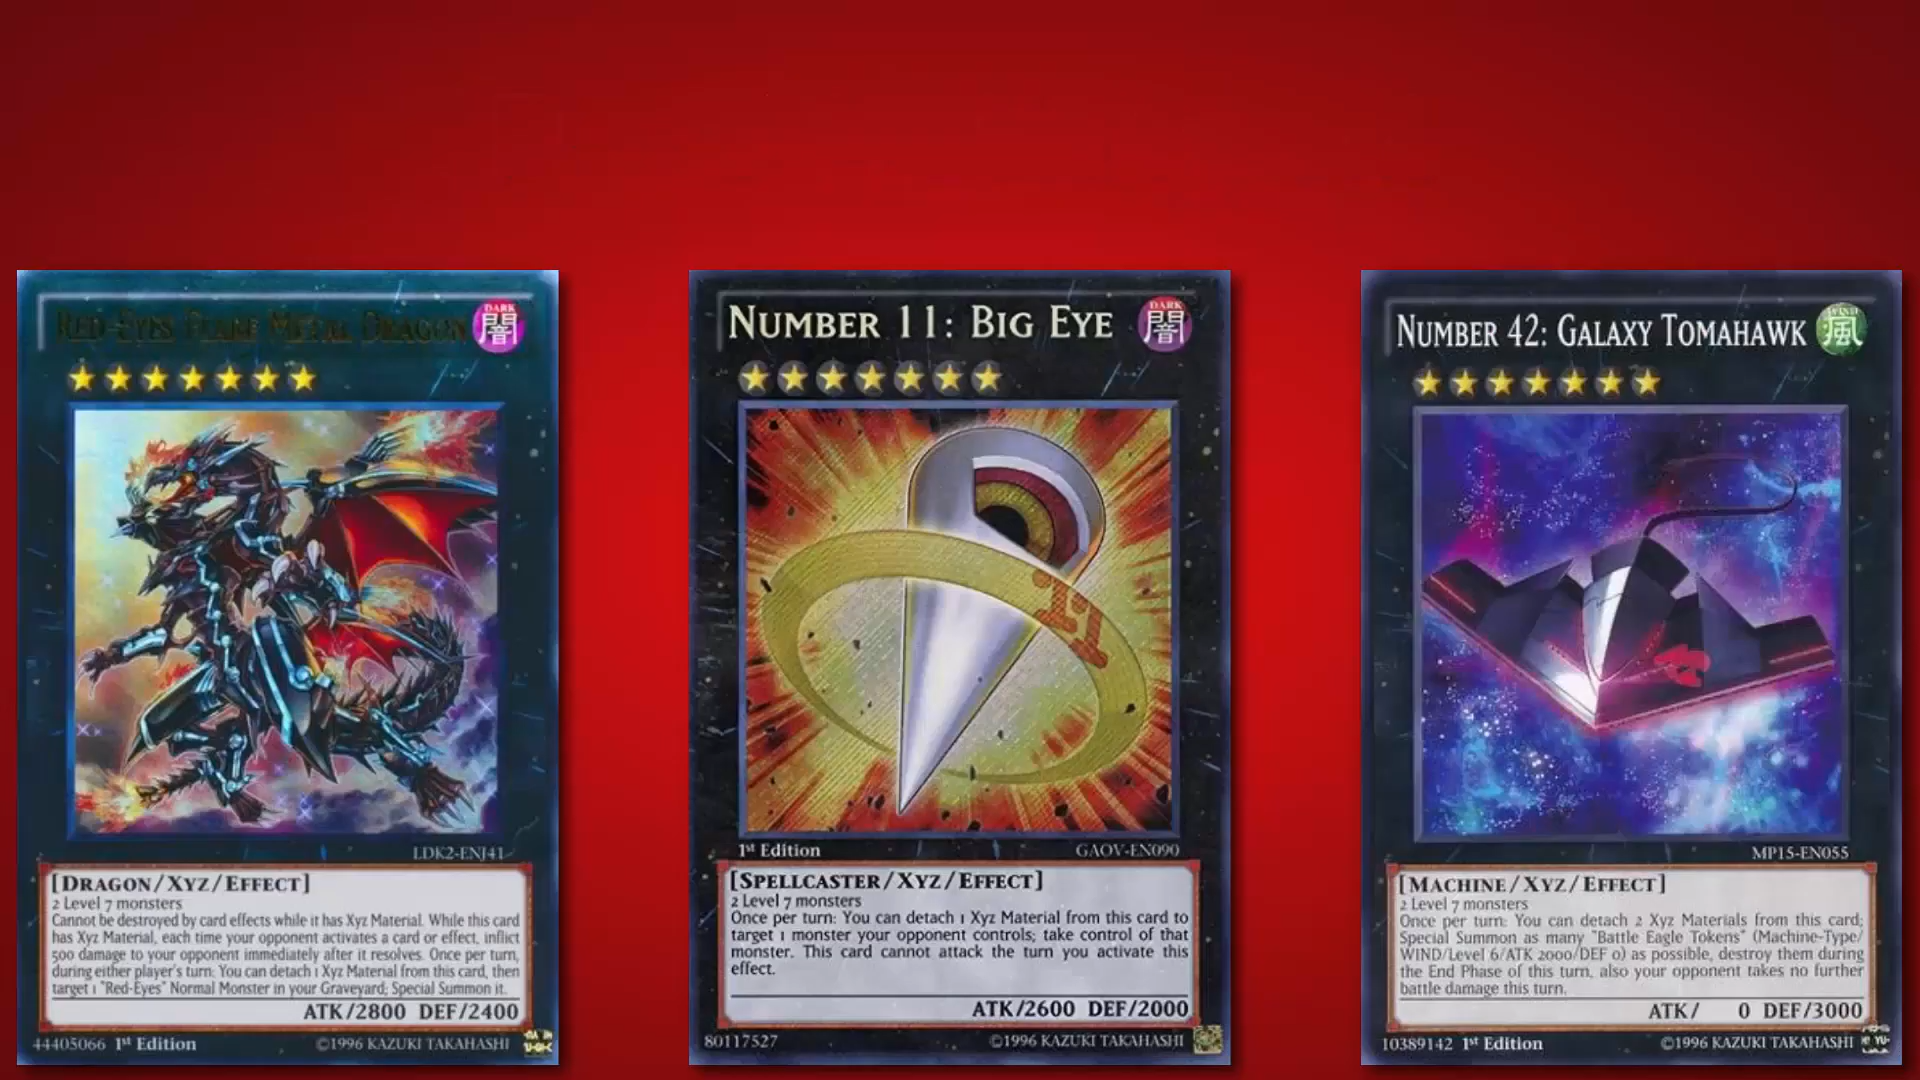 Red-Eyes Flare Metal Dragon
DARK
闇
LDK2-ENJ41
[Dragon/Xyz/Effect]
2 Level 7 monsters
Cannot be destroyed by card effects while it has Xyz Material. While this card
has Xyz Material, each time your opponent activates a card or effect, inflict
500 damage to your opponent immediately after it resolves. Once per turn,
during either player's turn: You can detach 1 Xyz Material from this card, then
target 1 "Red-Eyes" Normal Monster in your Graveyard; Special Summon it.
ATK/2800 DEF/2400
44405066 1st Edition ©1996 KAZUKI TAKAHASHI
Number 11: Big Eye
DARK
闇
11
1st Edition GAOV-EN090
[Spellcaster/Xyz/Effect]
2 Level 7 monsters
Once per turn: You can detach 1 Xyz Material from this card to
target 1 monster your opponent controls; take control of that
monster. This card cannot attack the turn you activate this
effect.
ATK/2600 DEF/2000
80117527 ©1996 KAZUKI TAKAHASHI
Number 42: Galaxy Tomahawk
WIND
風
MP15-EN055
[Machine/Xyz/Effect]
2 Level 7 monsters
Once per turn: You can detach 2 Xyz Materials from this card;
Special Summon as many "Battle Eagle Tokens" (Machine-Type/
WIND/Level 6/ATK 2000/DEF 0) as possible, destroy them during
the End Phase of this turn, also your opponent takes no further
battle damage this turn.
ATK/ 0 DEF/3000
10389142 1st Edition ©1996 KAZUKI TAKAHASHI